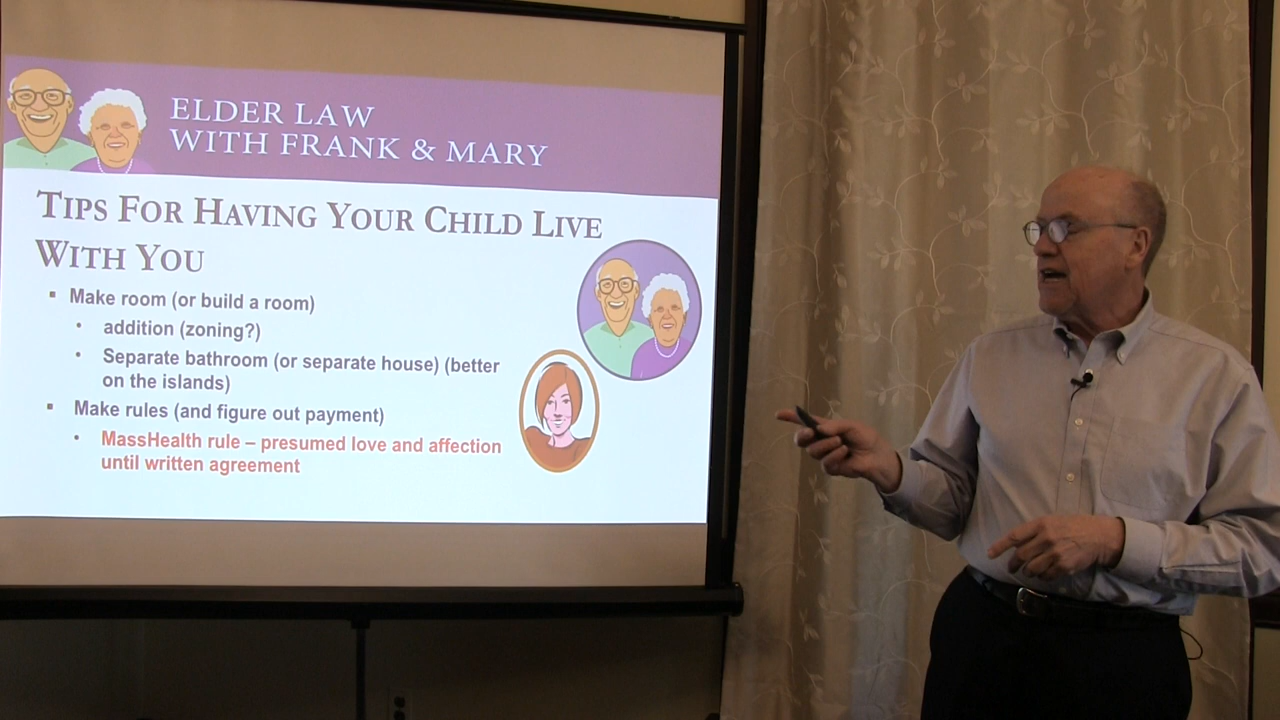 ELDER LAW
WITH FRANK & MARY
TIPS FOR HAVING YOUR CHILD LIVE
WITH YOU
▪ Make room (or build a room)
• addition (zoning?)
• Separate bathroom (or separate house) (better
on the islands)
▪ Make rules (and figure out payment)
• MassHealth rule – presumed love and affection
until written agreement